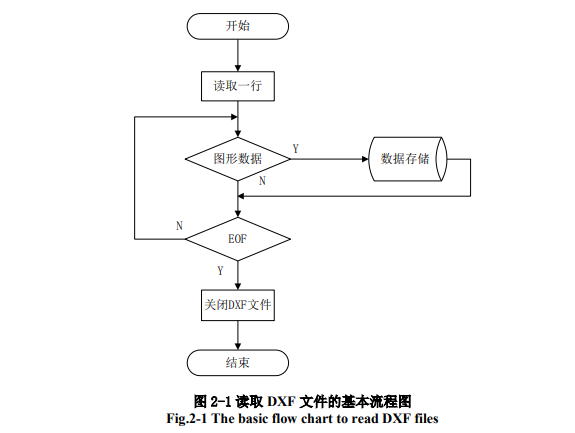 开始
读取一行
图形数据
Y
数据存储
N
N
EOF
Y
关闭DXF文件
结束
图 2-1 读取 DXF 文件的基本流程图
Fig.2-1 The basic flow chart to read DXF files